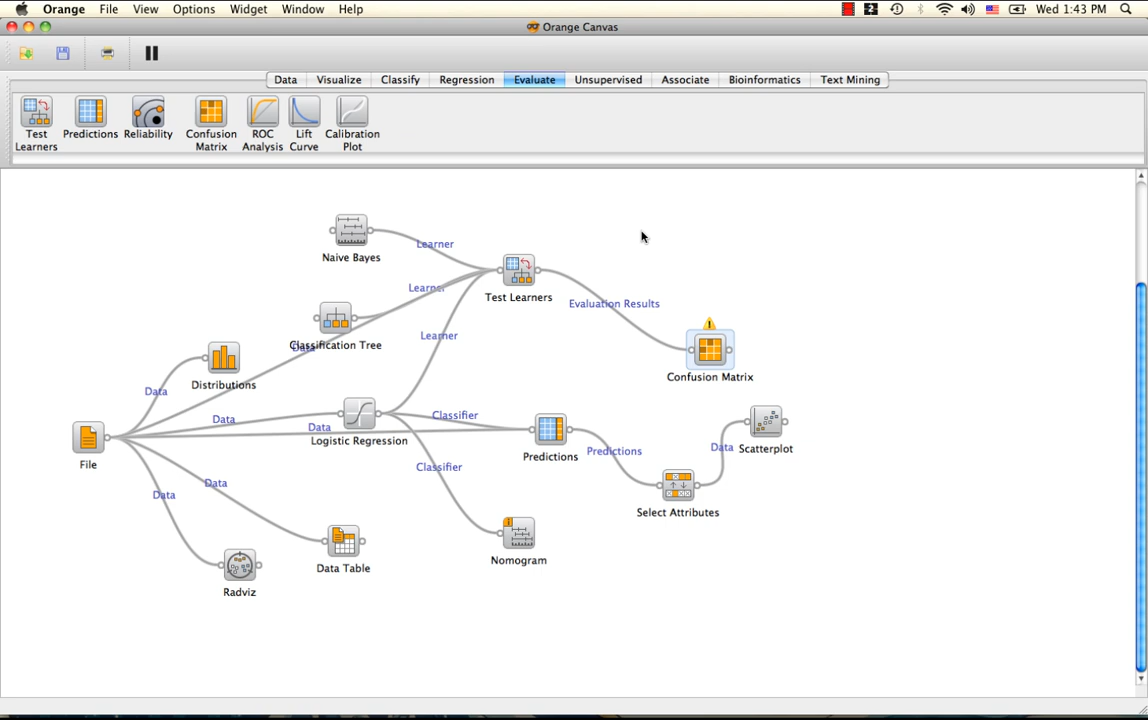 Orange File Edit View Options Widget Window Help 2 Wed 1:43 PM
Orange Canvas
Data Visualize Classify Regression Evaluate Unsupervised Associate Bioinformatics Text Mining
Test Learners
Predictions
Reliability
Confusion Matrix
ROC Analysis
Lift Curve
Calibration Plot
Naive Bayes
Learner
Test Learners
Learner
Evaluation Results
Classification Tree
Data
Learner
Distributions
Confusion Matrix
Data
Data
Logistic Regression
Classifier
Data
File
Predictions
Predictions
Data
Scatterplot
Classifier
Data
Data
Select Attributes
Data Table
Nomogram
Radviz